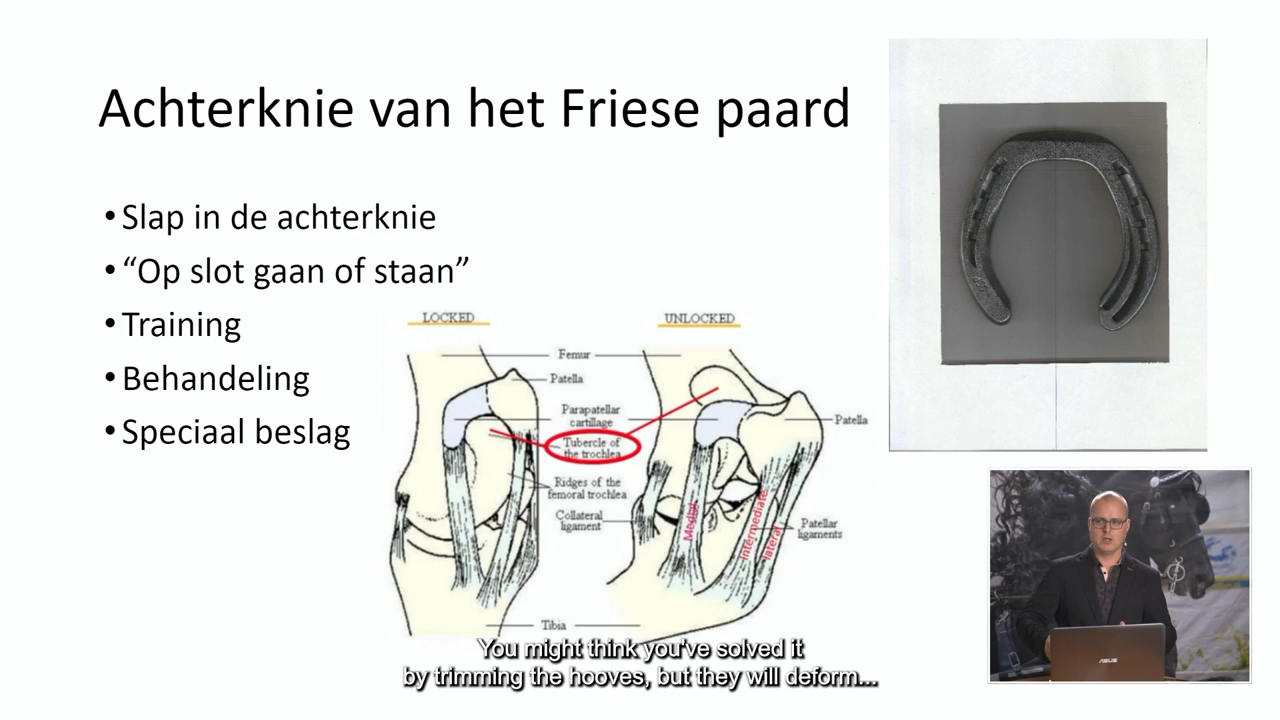 Achterknie van het Friese paard
• Slap in de achterknie
• “Op slot gaan of staan”
• Training
• Behandeling
• Speciaal beslag
LOCKED
UNLOCKED
Femur
Patella
Parapatellar
cartillage
Patella
Tubercle of
the trochlea
Ridges of the
femoral trochlea
Collateral
ligament
Medial
intermediate
lateral
Patellar
ligaments
Tibia
You might think you've solved it
by trimming the hooves, but they will deform...
ASUS